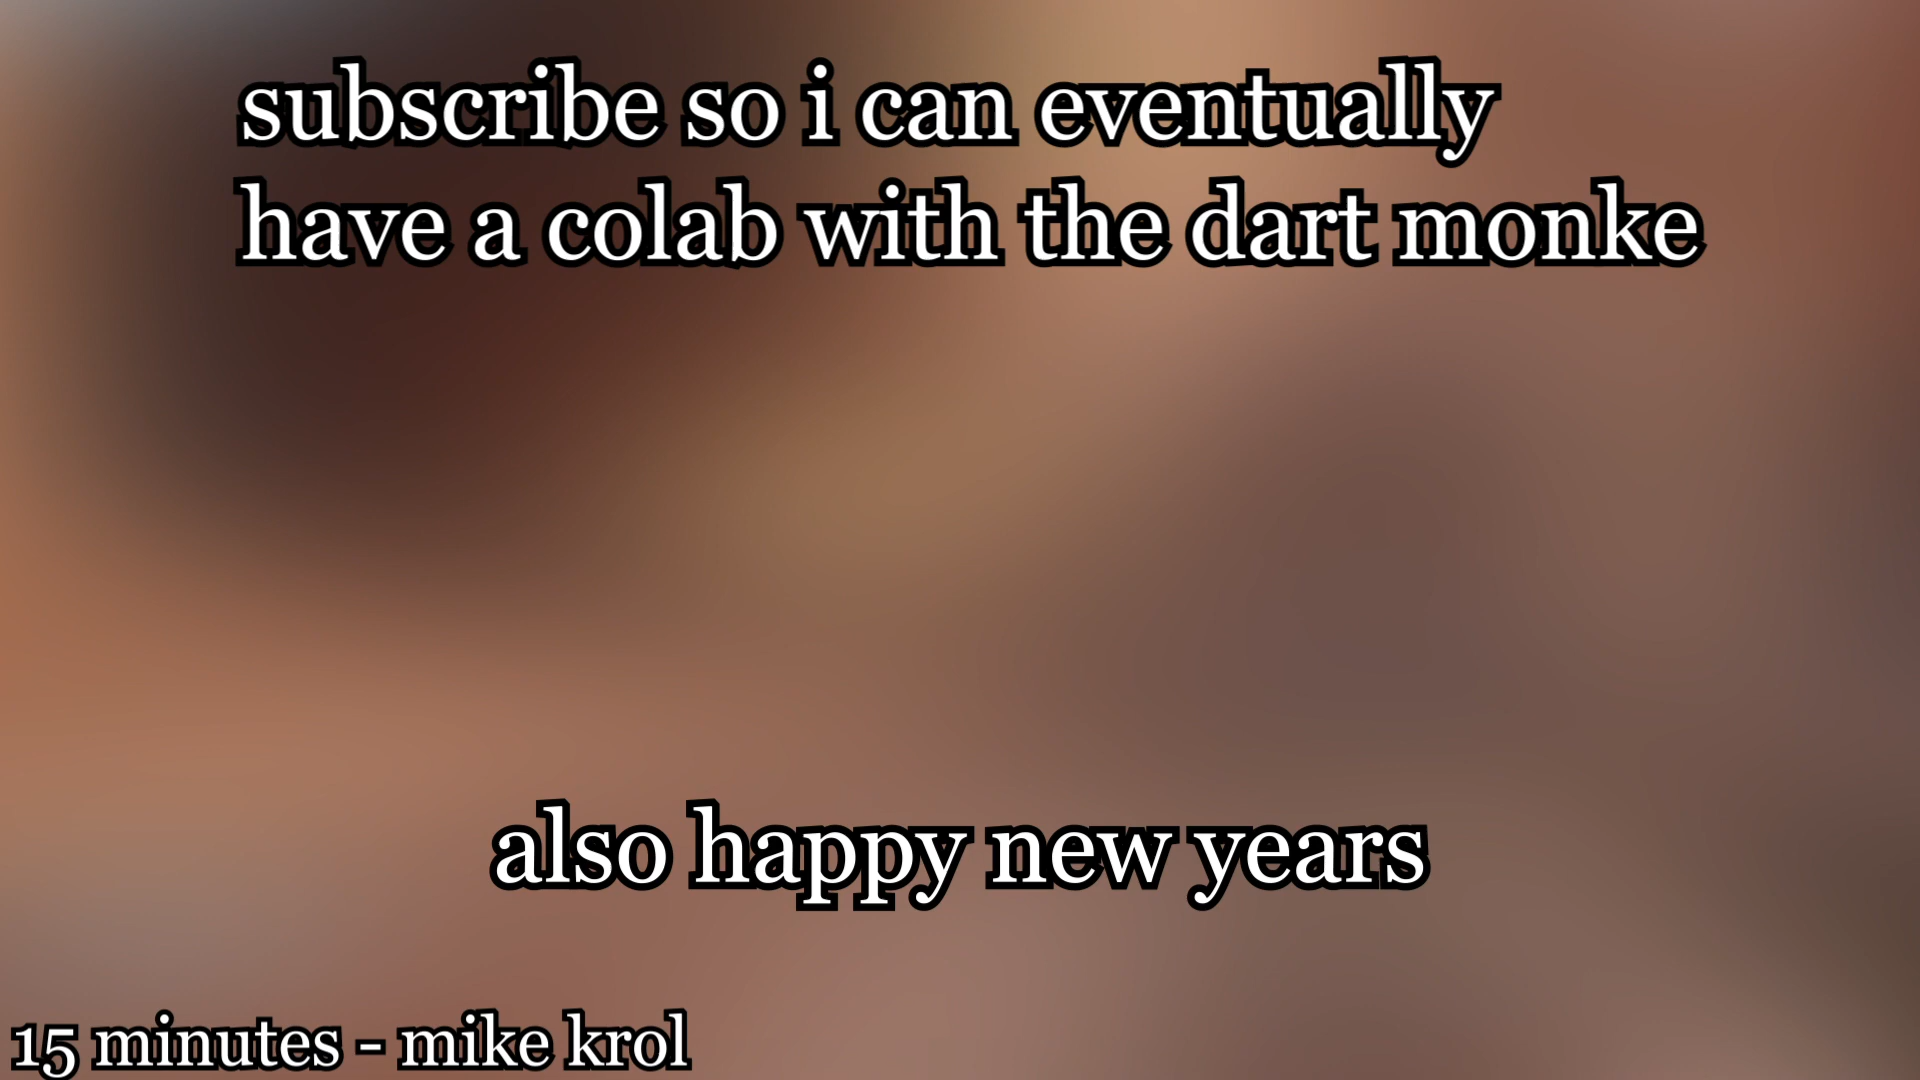 subscribe so i can eventually
have a colab with the dart monke
also happy new years
15 minutes - mike krol